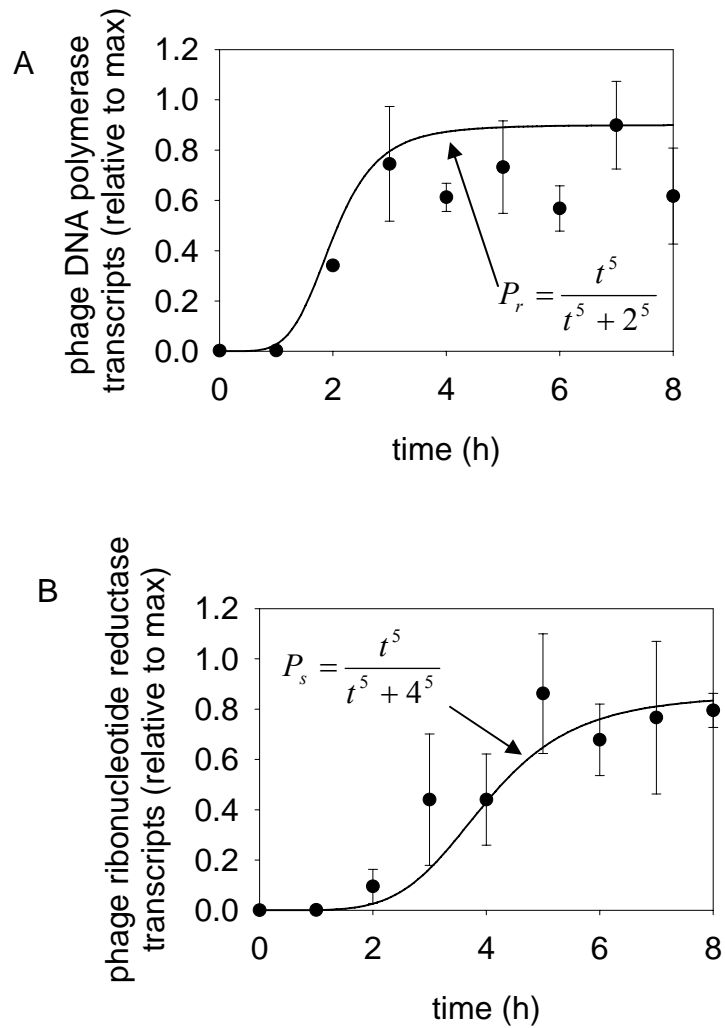 A
phage DNA polymerase
transcripts (relative to max)
1.2
1.0
0.8
0.6
0.4
0.2
0.0
P_r = t^5 / (t^5 + 2^5)
0 2 4 6 8
time (h)
B
phage ribonucleotide reductase
transcripts (relative to max)
1.2
1.0
0.8
0.6
0.4
0.2
0.0
P_s = t^5 / (t^5 + 4^5)
0 2 4 6 8
time (h)